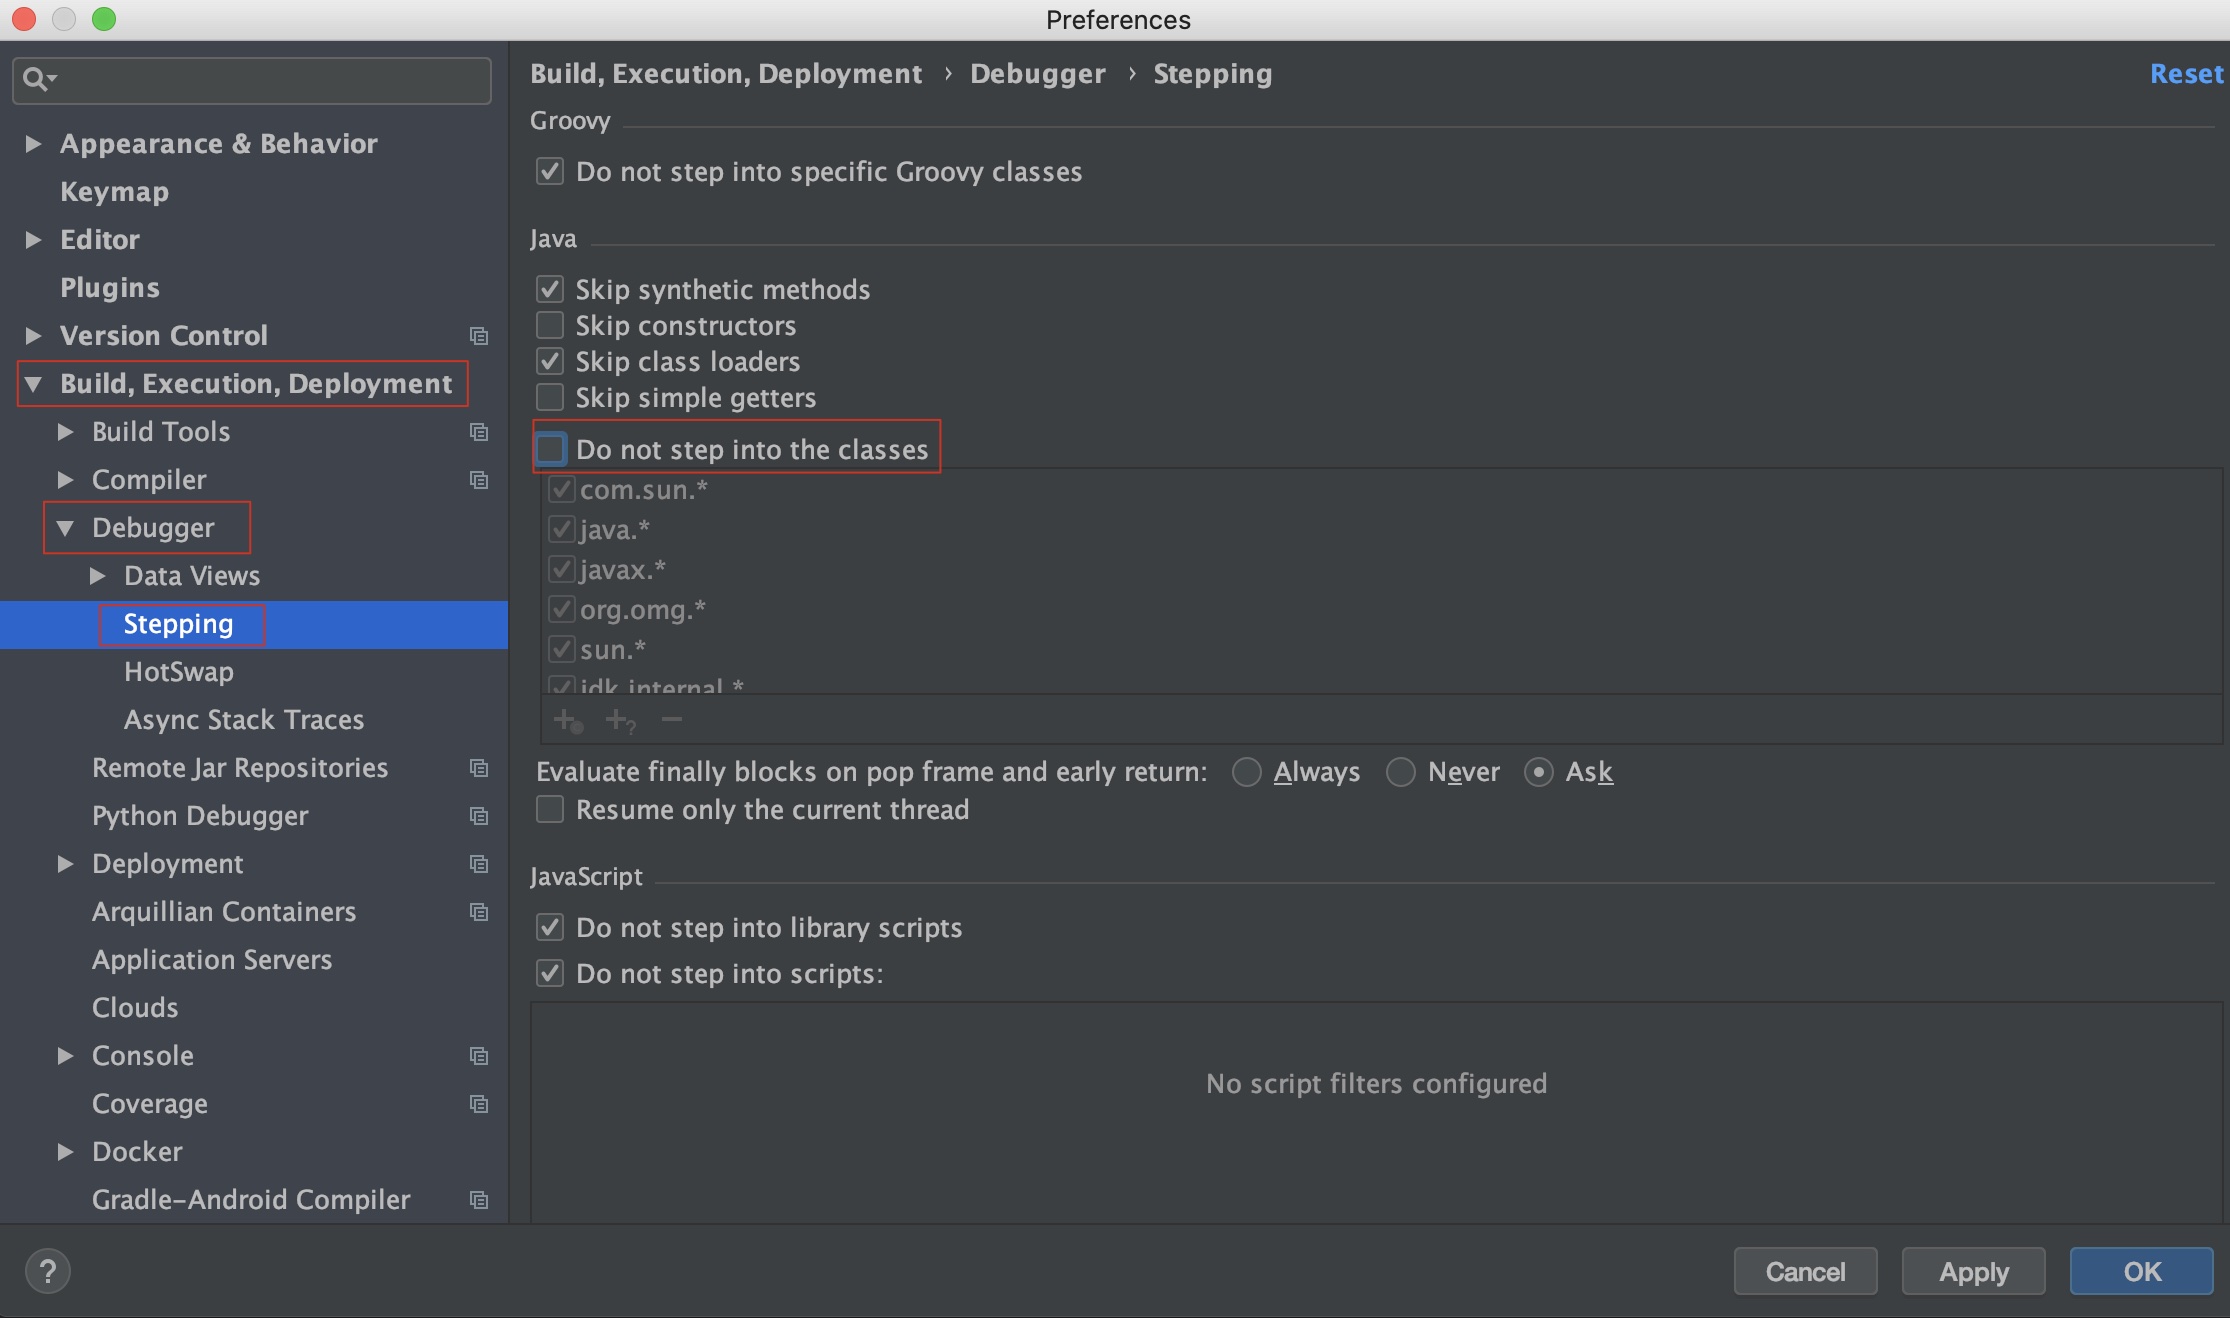 Preferences
Appearance & Behavior
Keymap
Editor
Plugins
Version Control
Build, Execution, Deployment
Build Tools
Compiler
Debugger
Data Views
Stepping
HotSwap
Async Stack Traces
Remote Jar Repositories
Python Debugger
Deployment
Arquillian Containers
Application Servers
Clouds
Console
Coverage
Docker
Gradle-Android Compiler
Build, Execution, Deployment › Debugger › Stepping
Reset
Groovy
Do not step into specific Groovy classes
Java
Skip synthetic methods
Skip constructors
Skip class loaders
Skip simple getters
Do not step into the classes
com.sun.*
java.*
javax.*
org.omg.*
sun.*
jdk.internal.*
Evaluate finally blocks on pop frame and early return: Always Never Ask
Resume only the current thread
JavaScript
Do not step into library scripts
Do not step into scripts:
No script filters configured
? Cancel Apply OK